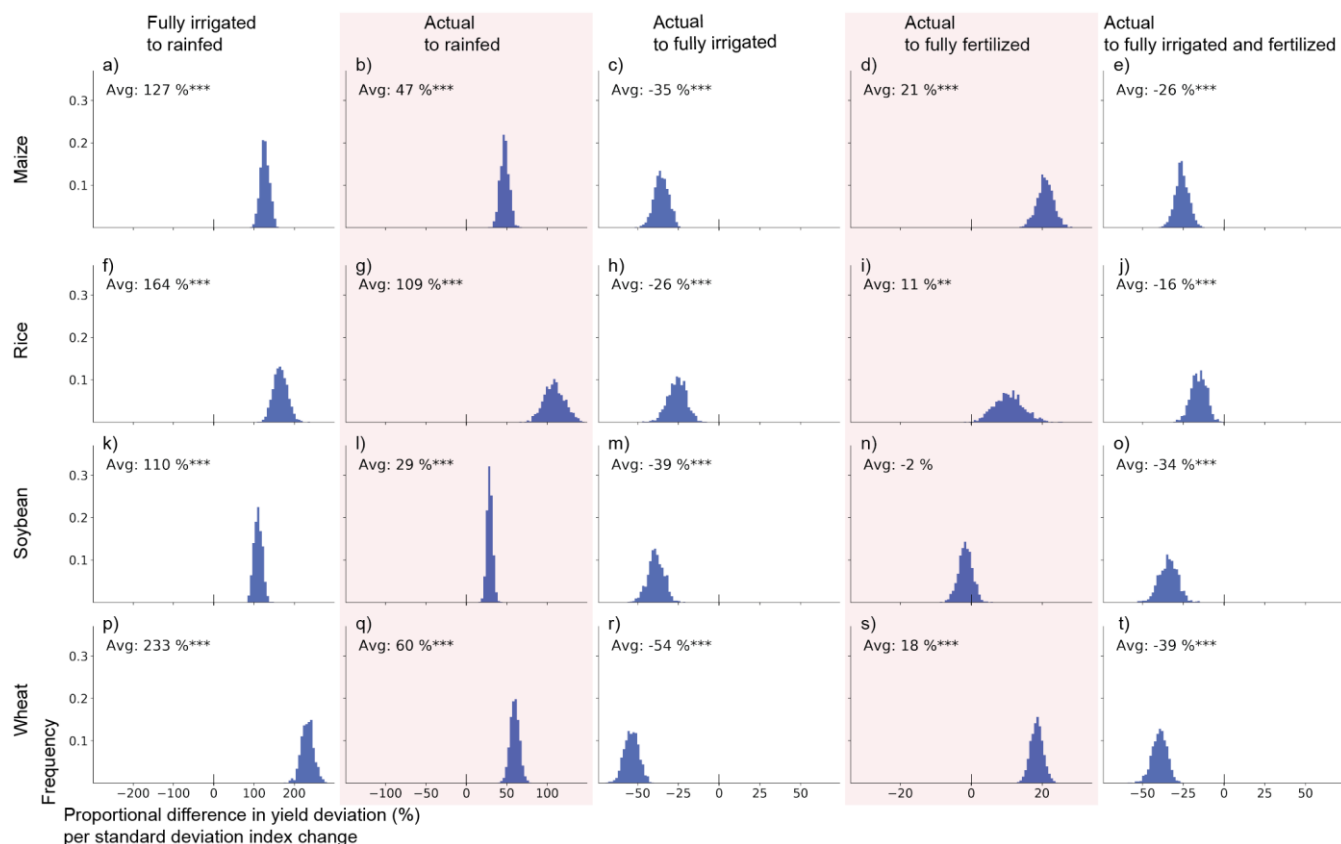 Fully irrigated
to rainfed
Actual
to rainfed
Actual
to fully irrigated
Actual
to fully fertilized
Actual
to fully irrigated and fertilized
Maize
a)
Avg: 127 %***
b)
Avg: 47 %***
c)
Avg: -35 %***
d)
Avg: 21 %***
e)
Avg: -26 %***
0.3
0.2
0.1
Rice
f)
Avg: 164 %***
g)
Avg: 109 %***
h)
Avg: -26 %***
i)
Avg: 11 %**
j)
Avg: -16 %***
0.3
0.2
0.1
Soybean
k)
Avg: 110 %***
l)
Avg: 29 %***
m)
Avg: -39 %***
n)
Avg: -2 %
o)
Avg: -34 %***
0.3
0.2
0.1
Wheat
p)
Avg: 233 %***
q)
Avg: 60 %***
r)
Avg: -54 %***
s)
Avg: 18 %***
t)
Avg: -39 %***
0.3
0.2
0.1
Frequency
−200 −100 0 100 200
−100 −50 0 50 100
−50 −25 0 25 50
−20 0 20
−50 −25 0 25 50
Proportional difference in yield deviation (%)
per standard deviation index change